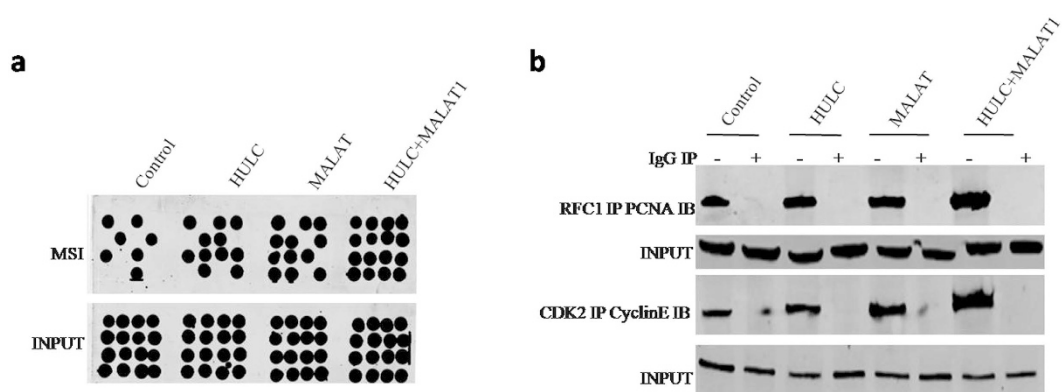 a
Control
HULC
MALAT
HULC+MALAT1
MSI
INPUT
b
Control
HULC
MALAT
HULC+MALAT1
IgG IP - + - + - + - +
RFC1 IP PCNA IB
INPUT
CDK2 IP CyclinE IB
INPUT